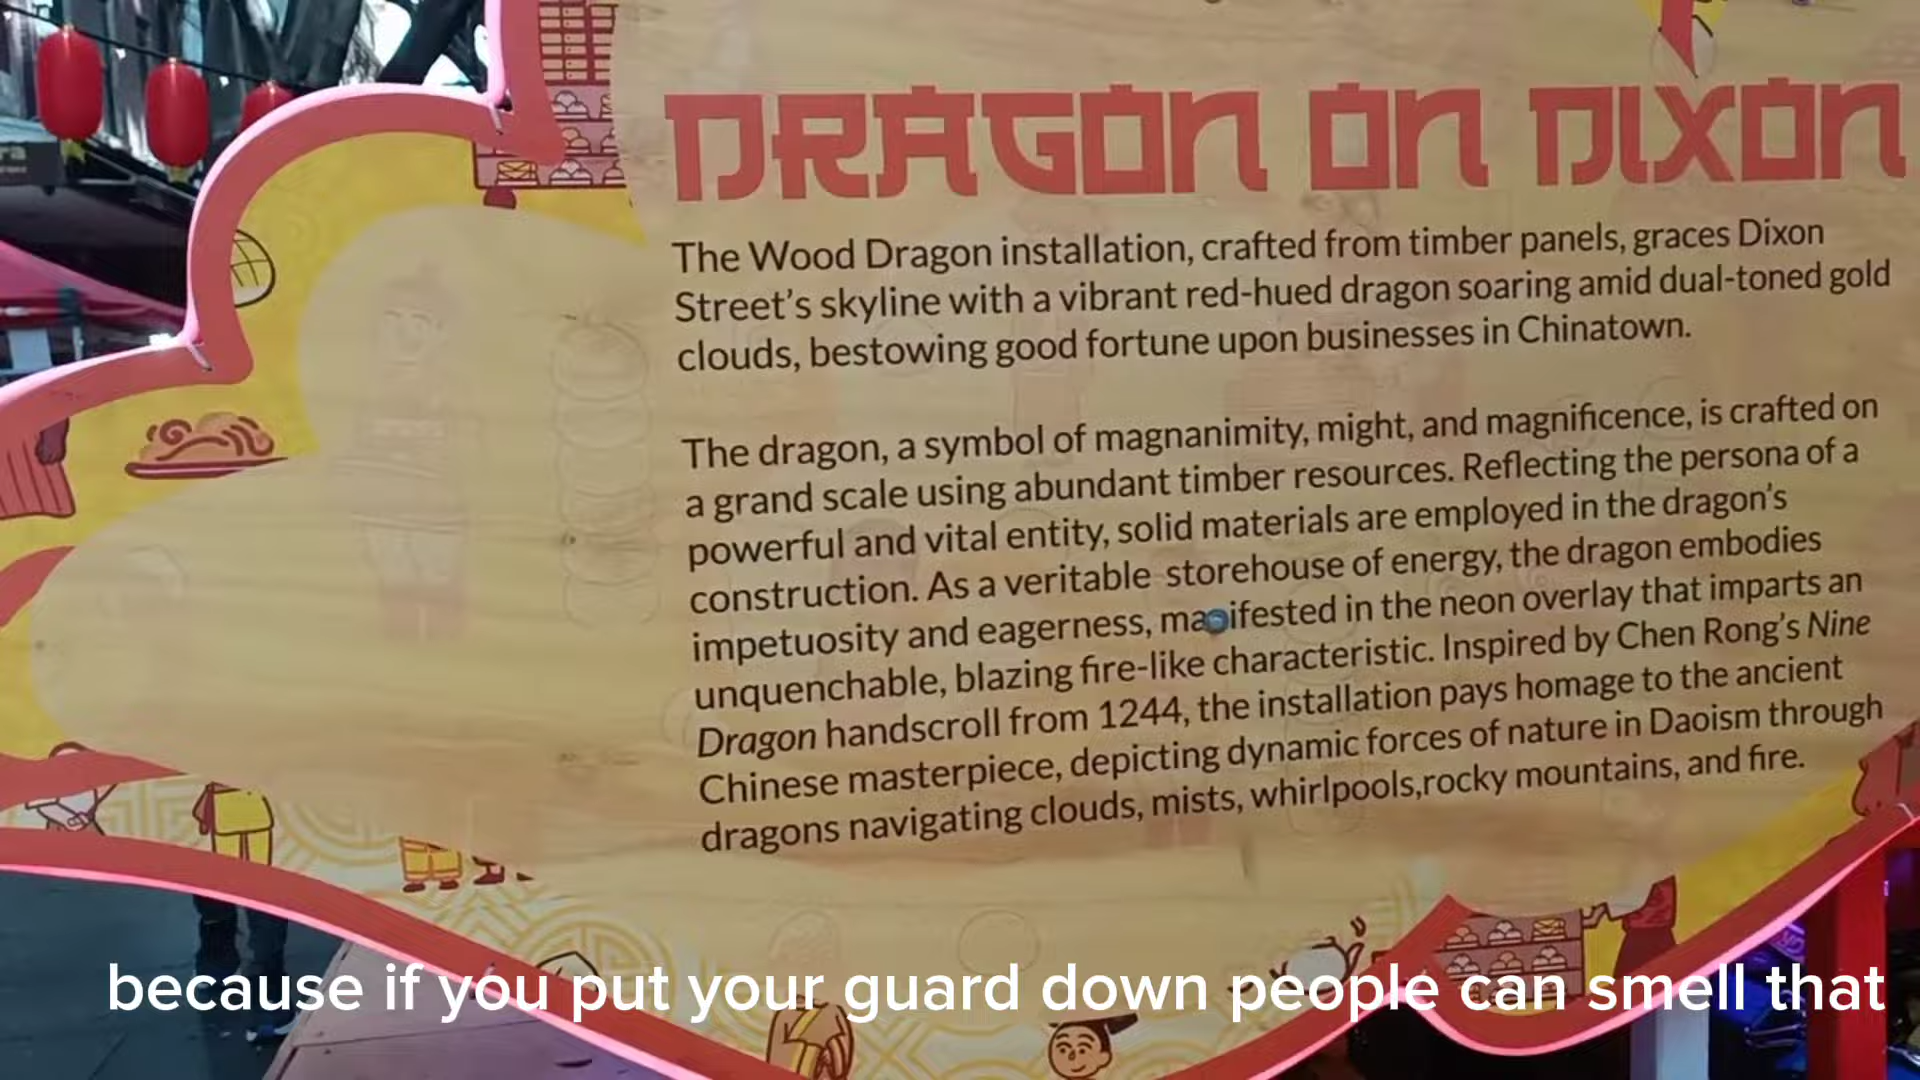 DRAGON ON DIXON
The Wood Dragon installation, crafted from timber panels, graces Dixon
Street's skyline with a vibrant red-hued dragon soaring amid dual-toned gold
clouds, bestowing good fortune upon businesses in Chinatown.
The dragon, a symbol of magnanimity, might, and magnificence, is crafted on
a grand scale using abundant timber resources. Reflecting the persona of a
powerful and vital entity, solid materials are employed in the dragon's
construction. As a veritable storehouse of energy, the dragon embodies
impetuosity and eagerness, manifested in the neon overlay that imparts an
unquenchable, blazing fire-like characteristic. Inspired by Chen Rong's Nine
Dragon handscroll from 1244, the installation pays homage to the ancient
Chinese masterpiece, depicting dynamic forces of nature in Daoism through
dragons navigating clouds, mists, whirlpools,rocky mountains, and fire.
because if you put your guard down people can smell that